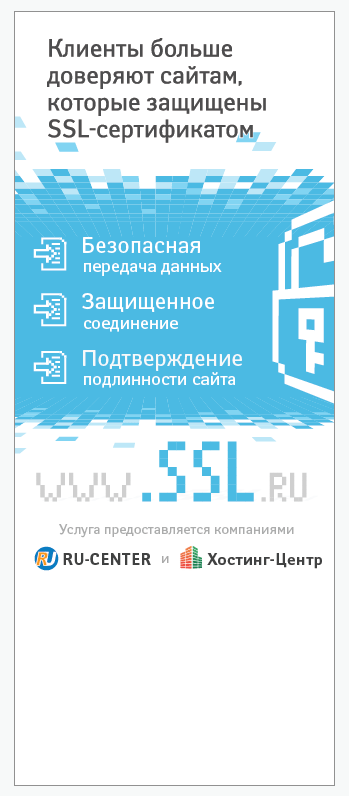 Клиенты больше
доверяют сайтам,
которые защищены
SSL-сертификатом
Безопасная
передача данных
Защищенное
соединение
Подтверждение
подлинности сайта
www.SSL.RU
Услуга предоставляется компаниями
RU RU-CENTER и Хостинг-Центр